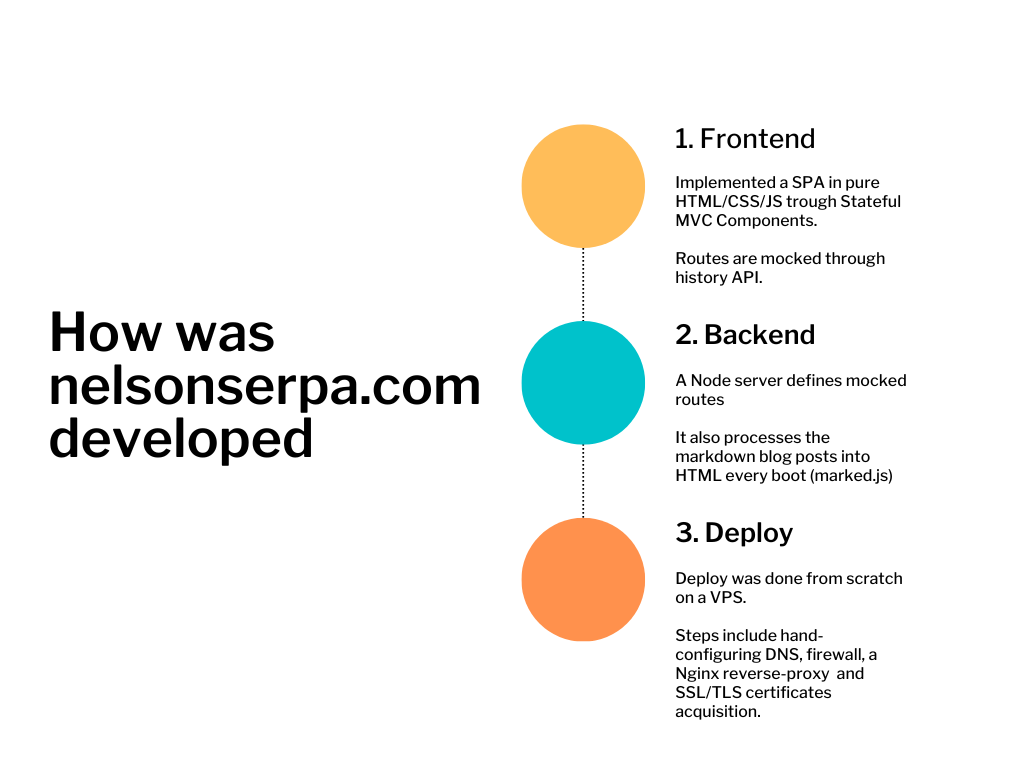 How was
nelsonserpa.com
developed
1. Frontend
Implemented a SPA in pure
HTML/CSS/JS trough Stateful
MVC Components.
Routes are mocked through
history API.
2. Backend
A Node server defines mocked
routes
It also processes the
markdown blog posts into
HTML every boot (marked.js)
3. Deploy
Deploy was done from scratch
on a VPS.
Steps include hand-
configuring DNS, firewall, a
Nginx reverse-proxy  and
SSL/TLS certificates
acquisition.